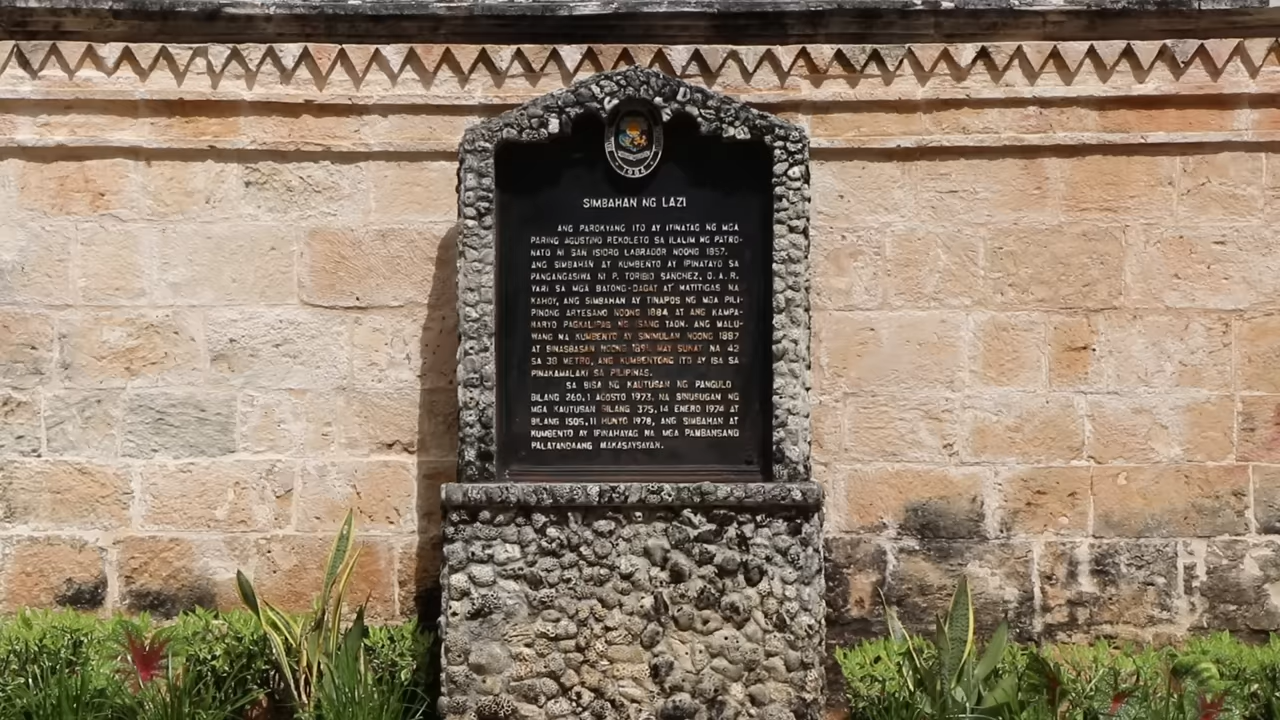 1984
SIMBAHAN NG LAZI
ANG PAROKYANG ITO AY ITINATAG NG MGA
PARING AGUSTINO REKOLETO SA ILALIM NG PATRO-
NATO NI SAN ISIDRO LABRADOR NOONG 1857.
ANG SIMBAHAN AT KUMBENTO AY IPINATAYO SA
PANGANGASIWA NI P. TORIBIO SANCHEZ, O.A.R.
YARI SA MGA BATONG-DAGAT AT MATITIGAS NA
KAHOY, ANG SIMBAHAN AY TINAPOS NG MGA PILI-
PINONG ARTESANO NOONG 1884 AT ANG KAMPA-
NARYO PAGKALIPAS NG ISANG TAON. ANG MALU-
WANG NA KUMBENTO AY SINIMULAN NOONG 1887
AT BINASBASAN NOONG 1891. MAY SUKAT NA 42
SA 38 METRO, ANG KUMBENTONG ITO AY ISA SA
PINAKAMALAKI SA PILIPINAS.
SA BISA NG KAUTUSAN NG PANGULO
BILANG 260, 1 AGOSTO 1973, NA SINUSUGAN NG
MGA KAUTUSAN BILANG 375, 14 ENERO 1974 AT
BILANG 1505, 11 HUNYO 1978, ANG SIMBAHAN AT
KUMBENTO AY IPINAHAYAG NA MGA PAMBANSANG
PALATANDAANG MAKASAYSAYAN.